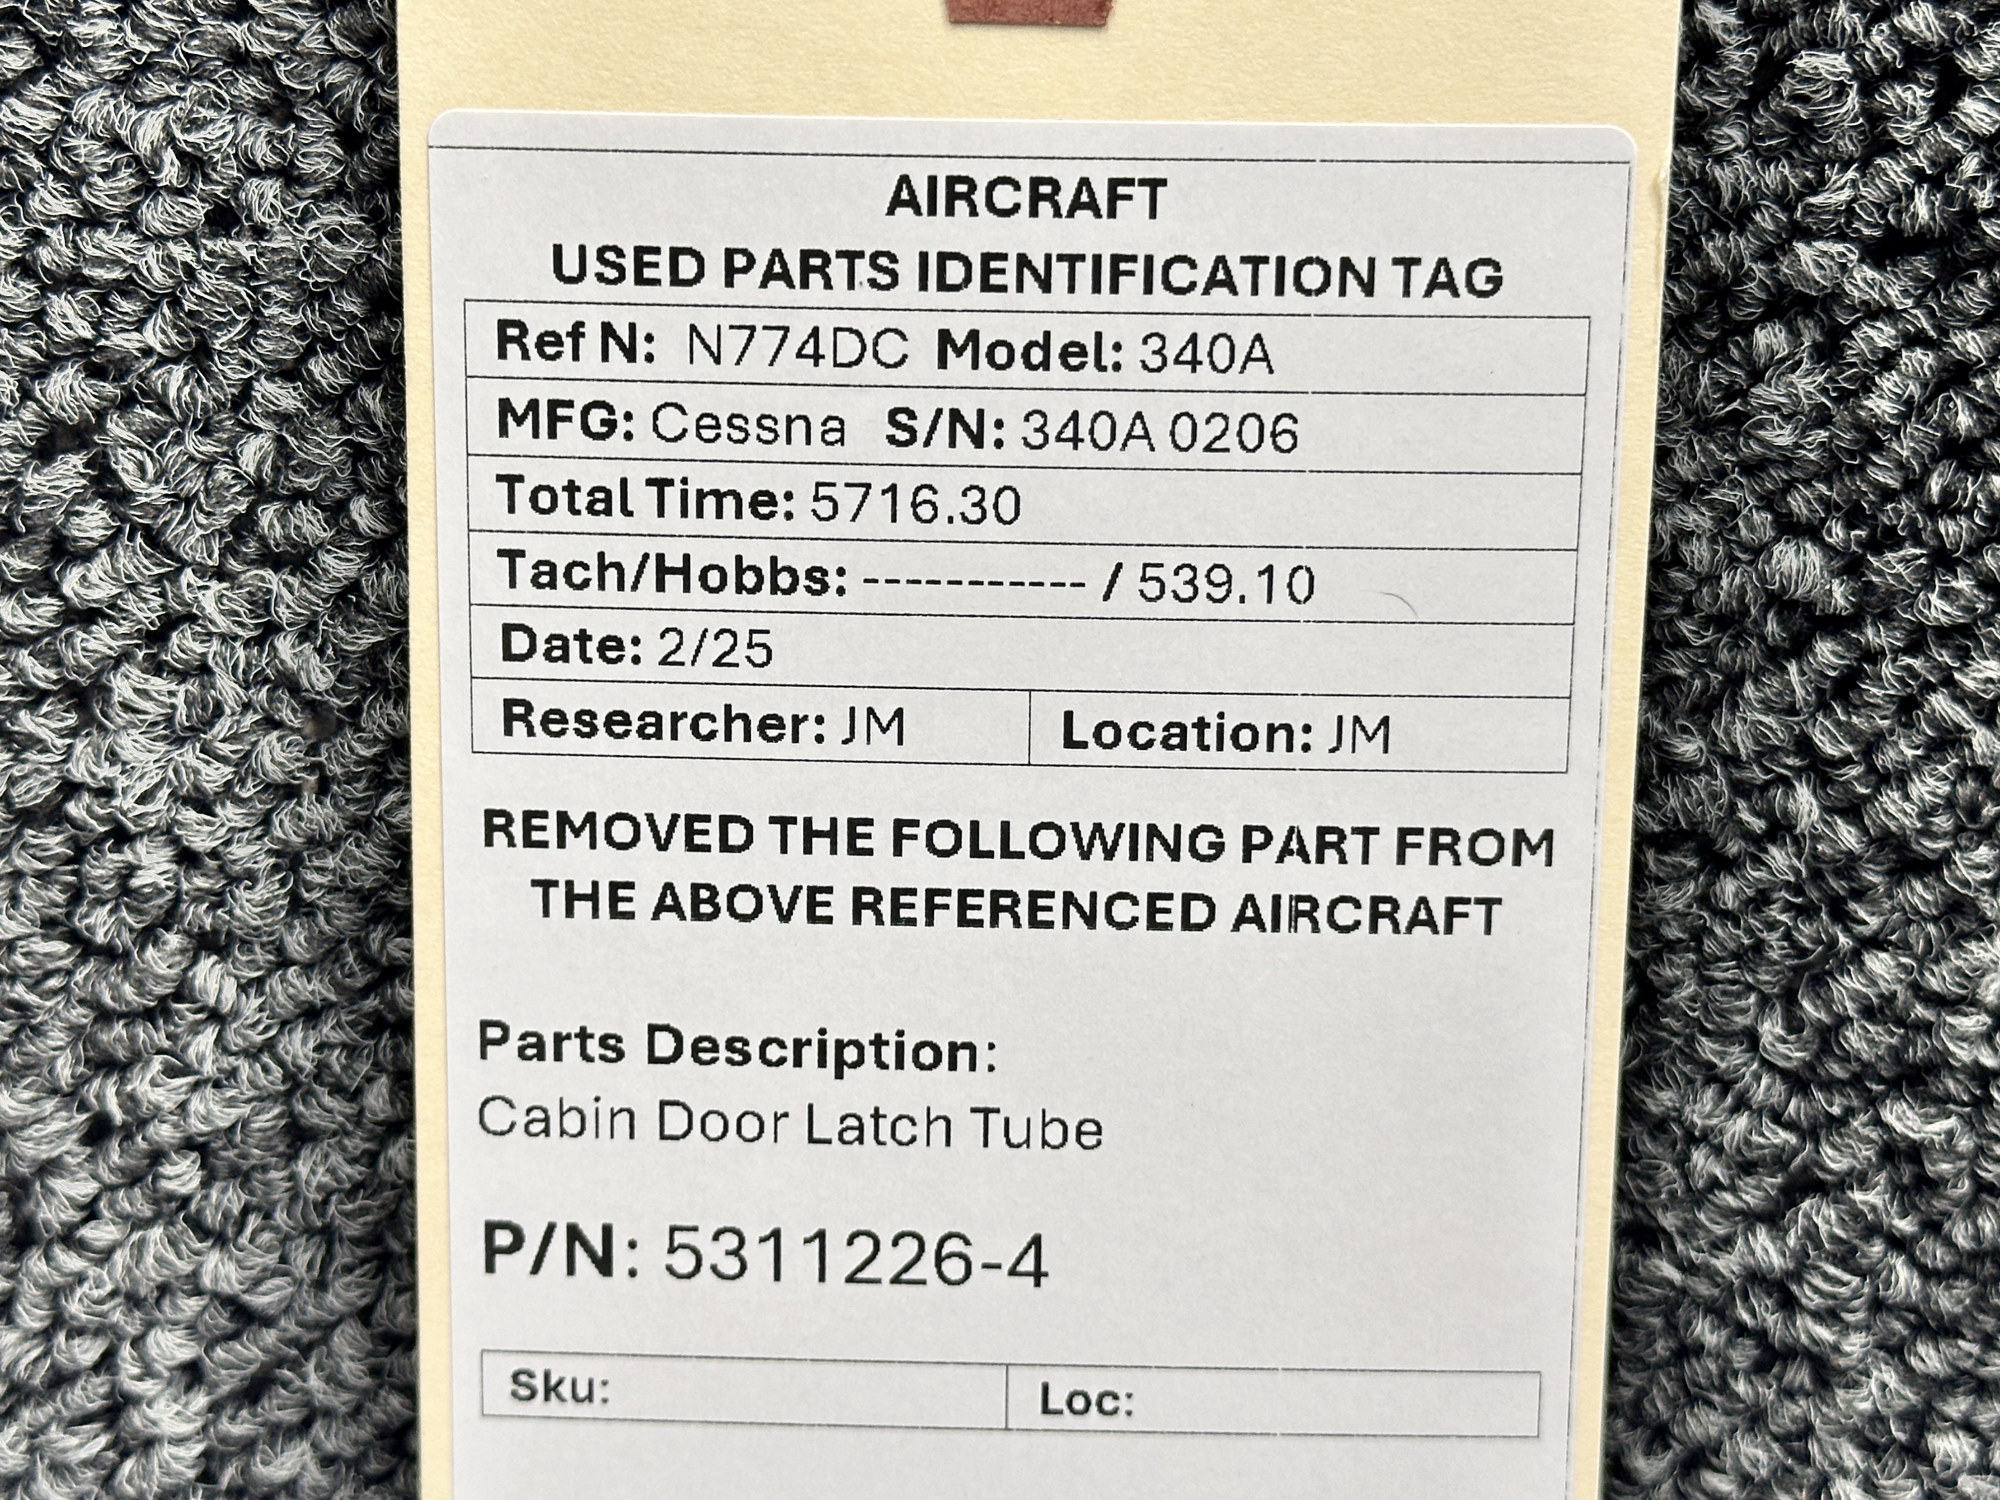 AIRCRAFT
USED PARTS IDENTIFICATION TAG
Ref N: N774DC Model: 340A
MFG: Cessna S/N: 340A 0206
Total Time: 5716.30
Tach/Hobbs: ----------- / 539.10
Date: 2/25
Researcher: JM Location: JM
REMOVED THE FOLLOWING PART FROM
THE ABOVE REFERENCED AIRCRAFT
Parts Description:
Cabin Door Latch Tube
P/N: 5311226-4
Sku: Loc: